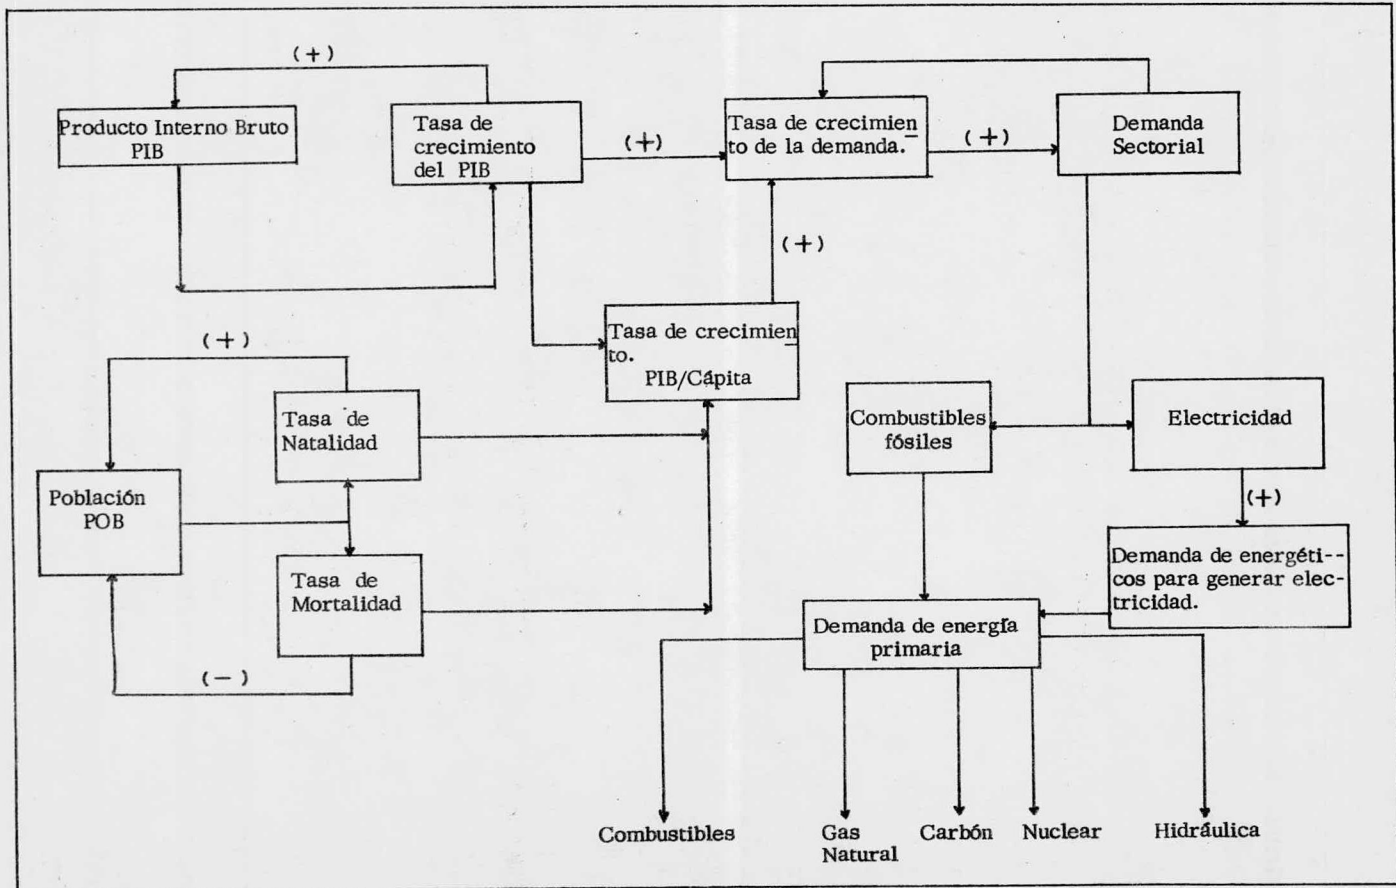 (+)
Producto Interno Bruto
PIB
Tasa de
crecimiento
del PIB
(+)
Tasa de crecimien
to de la demanda.
(+)
Demanda
Sectorial
(+)
Tasa de crecimien
to.
PIB/Cápita
(+)
Tasa de
Natalidad
Población
POB
Tasa de
Mortalidad
(-)
Combustibles
fósiles
Electricidad
(+)
Demanda de energéti--
cos para generar elec-
tricidad.
Demanda de energía
primaria
Combustibles
Gas
Natural
Carbón
Nuclear
Hidráulica